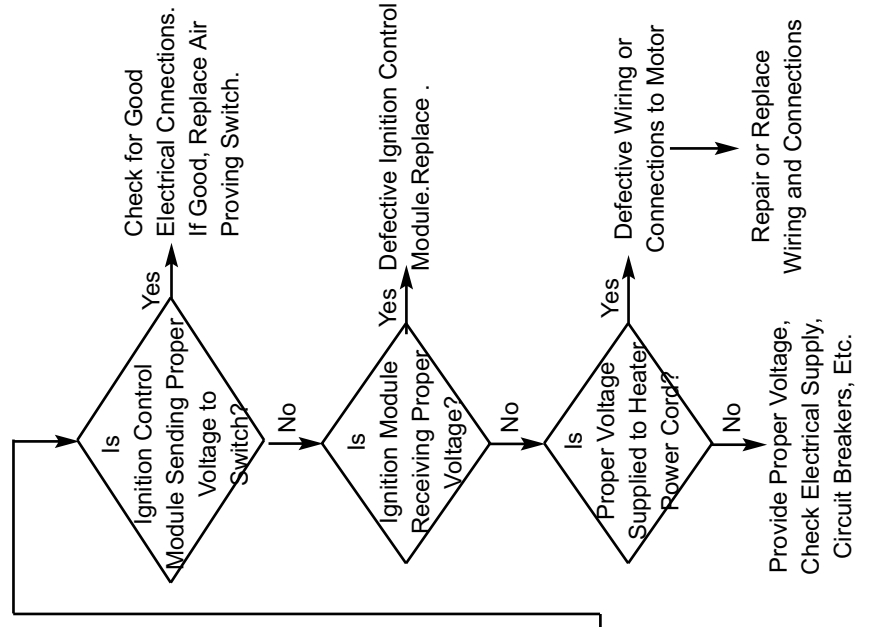 Is
Ignition Control
Module Sending Proper
Voltage to
Switch?
Yes
Check for Good
Electrical Cnnections.
If Good, Replace Air
Proving Switch.
No
Is
Ignition Module
Receiving Proper
Voltage?
Yes
Defective Ignition Control
Module.Replace .
No
Is
Proper Voltage
Supplied to Heater
Power Cord?
Yes
Defective Wiring or
Connections to Motor
Repair or Replace
Wiring and Connections
No
Provide Proper Voltage,
Check Electrical Supply,
Circuit Breakers, Etc.